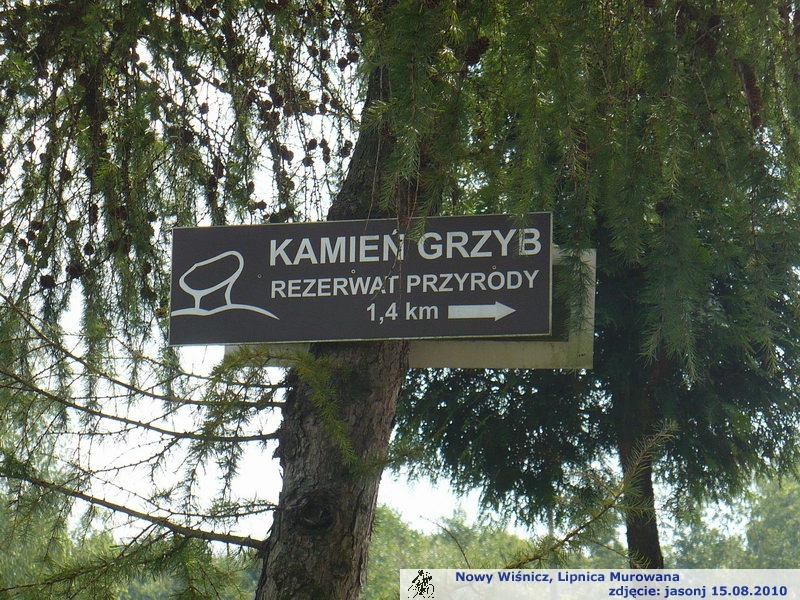 KAMIEŃ GRZYB
REZERWAT PRZYRODY
1,4 km
Nowy Wiśnicz, Lipnica Murowana
zdjęcie: jasonj 15.08.2010